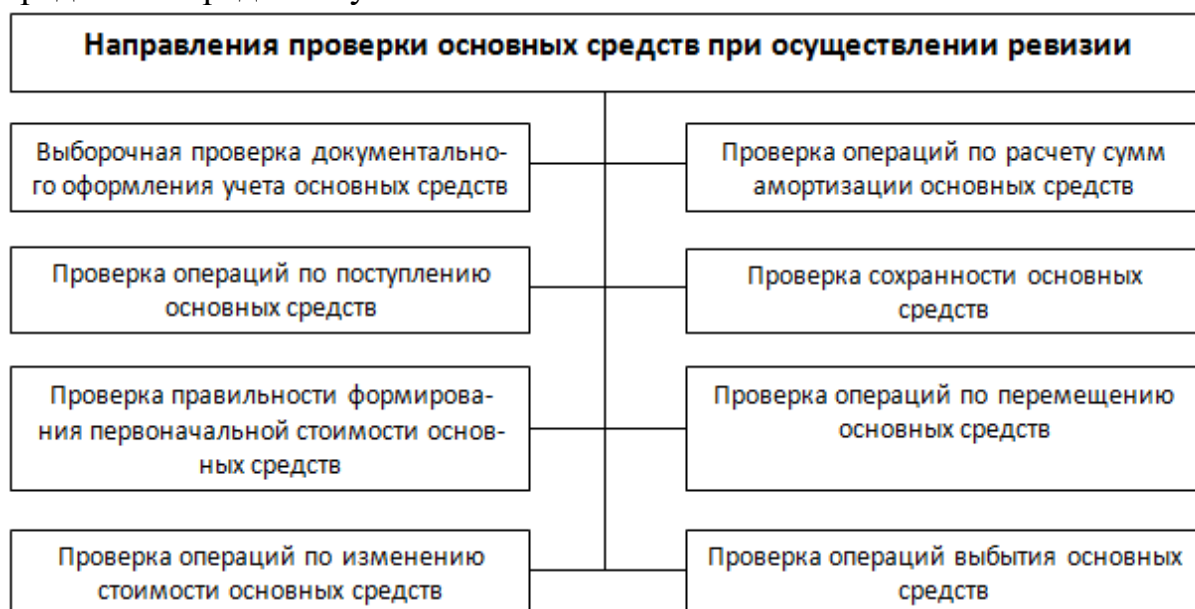 Направления проверки основных средств при осуществлении ревизии
Выборочная проверка документально-
го оформления учета основных средств
Проверка операций по расчету сумм
амортизации основных средств
Проверка операций по поступлению
основных средств
Проверка сохранности основных
средств
Проверка правильности формирова-
ния первоначальной стоимости основ-
ных средств
Проверка операций по перемещению
основных средств
Проверка операций по изменению
стоимости основных средств
Проверка операций выбытия основных
средств